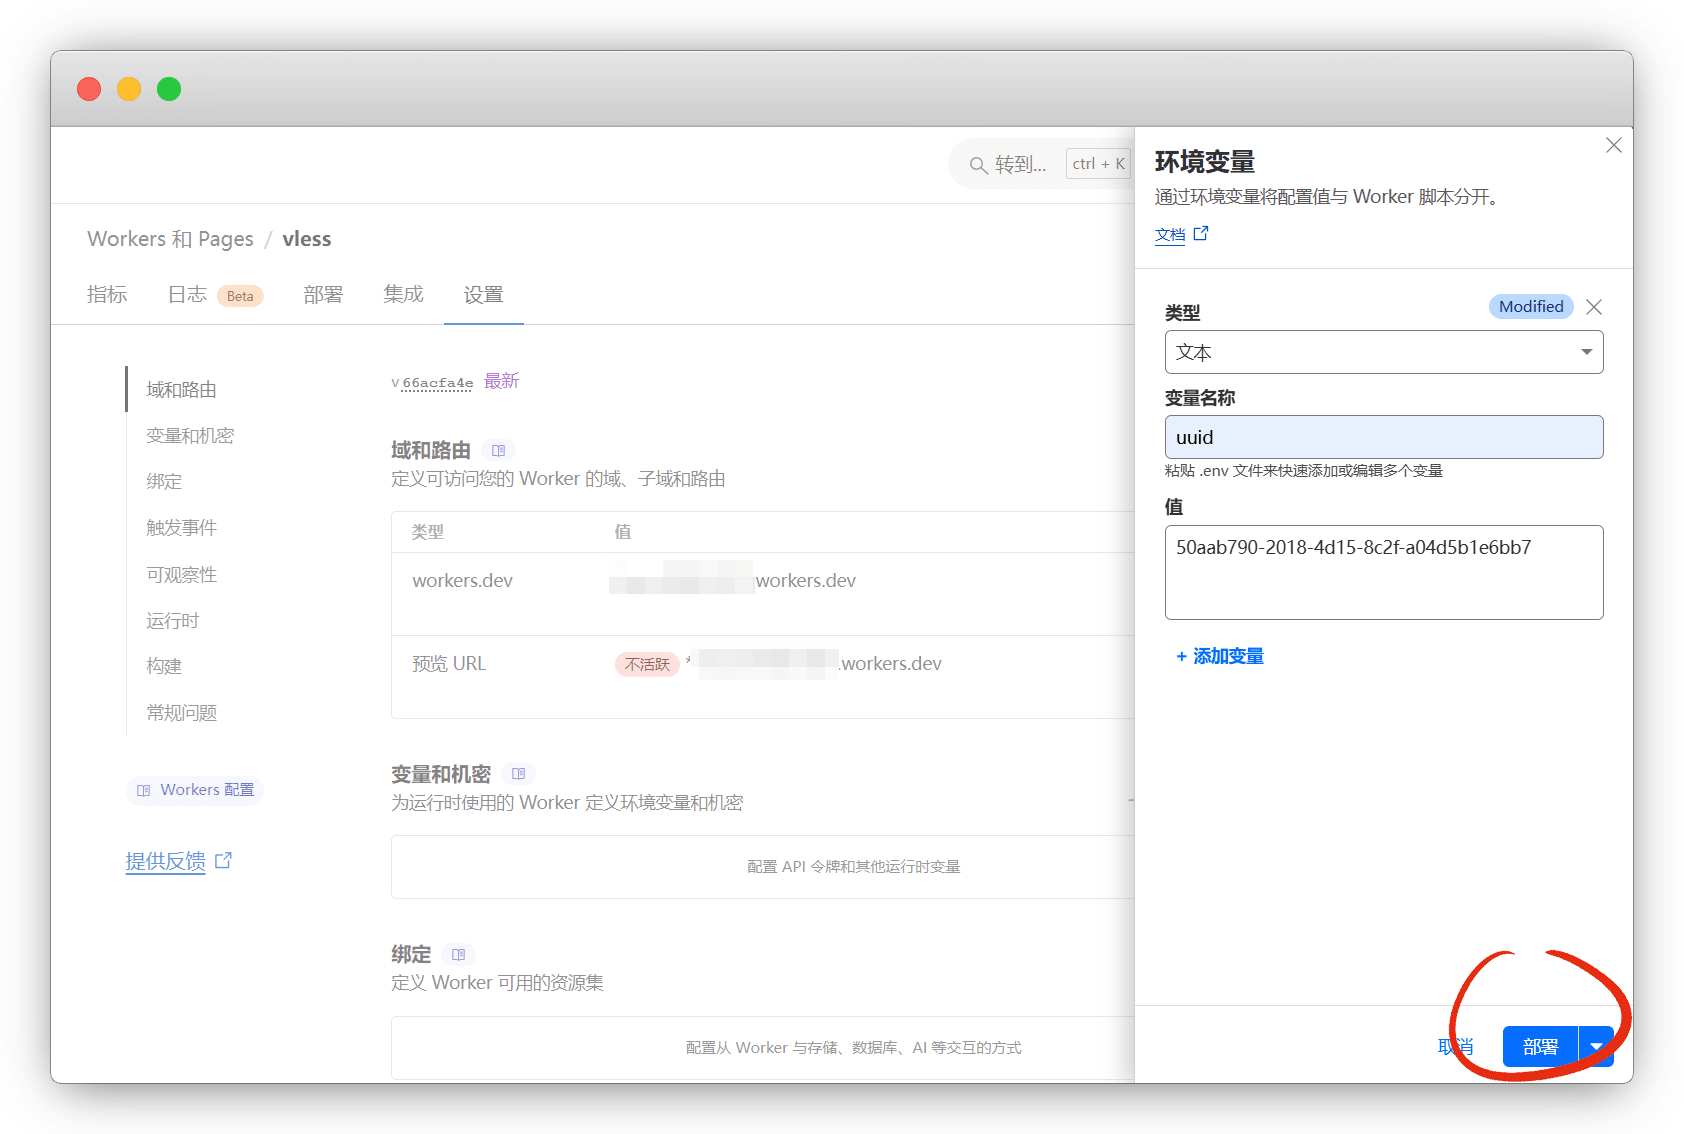 转到... ctrl + K
Workers 和 Pages / vless
指标 日志 Beta 部署 集成 设置
域和路由
变量和机密
绑定
触发事件
可观察性
运行时
构建
常规问题
Workers 配置
提供反馈
v 66acfa4e 最新
域和路由
定义可访问您的 Worker 的域、子域和路由
类型 值
workers.dev workers.dev
预览 URL 不活跃 * .workers.dev
变量和机密
为运行时使用的 Worker 定义环境变量和机密
配置 API 令牌和其他运行时变量
绑定
定义 Worker 可用的资源集
配置从 Worker 与存储、数据库、AI 等交互的方式
环境变量
通过环境变量将配置值与 Worker 脚本分开。
文档
类型 Modified
文本
变量名称
uuid
粘贴 .env 文件来快速添加或编辑多个变量
值
50aab790-2018-4d15-8c2f-a04d5b1e6bb7
+ 添加变量
取消 部署